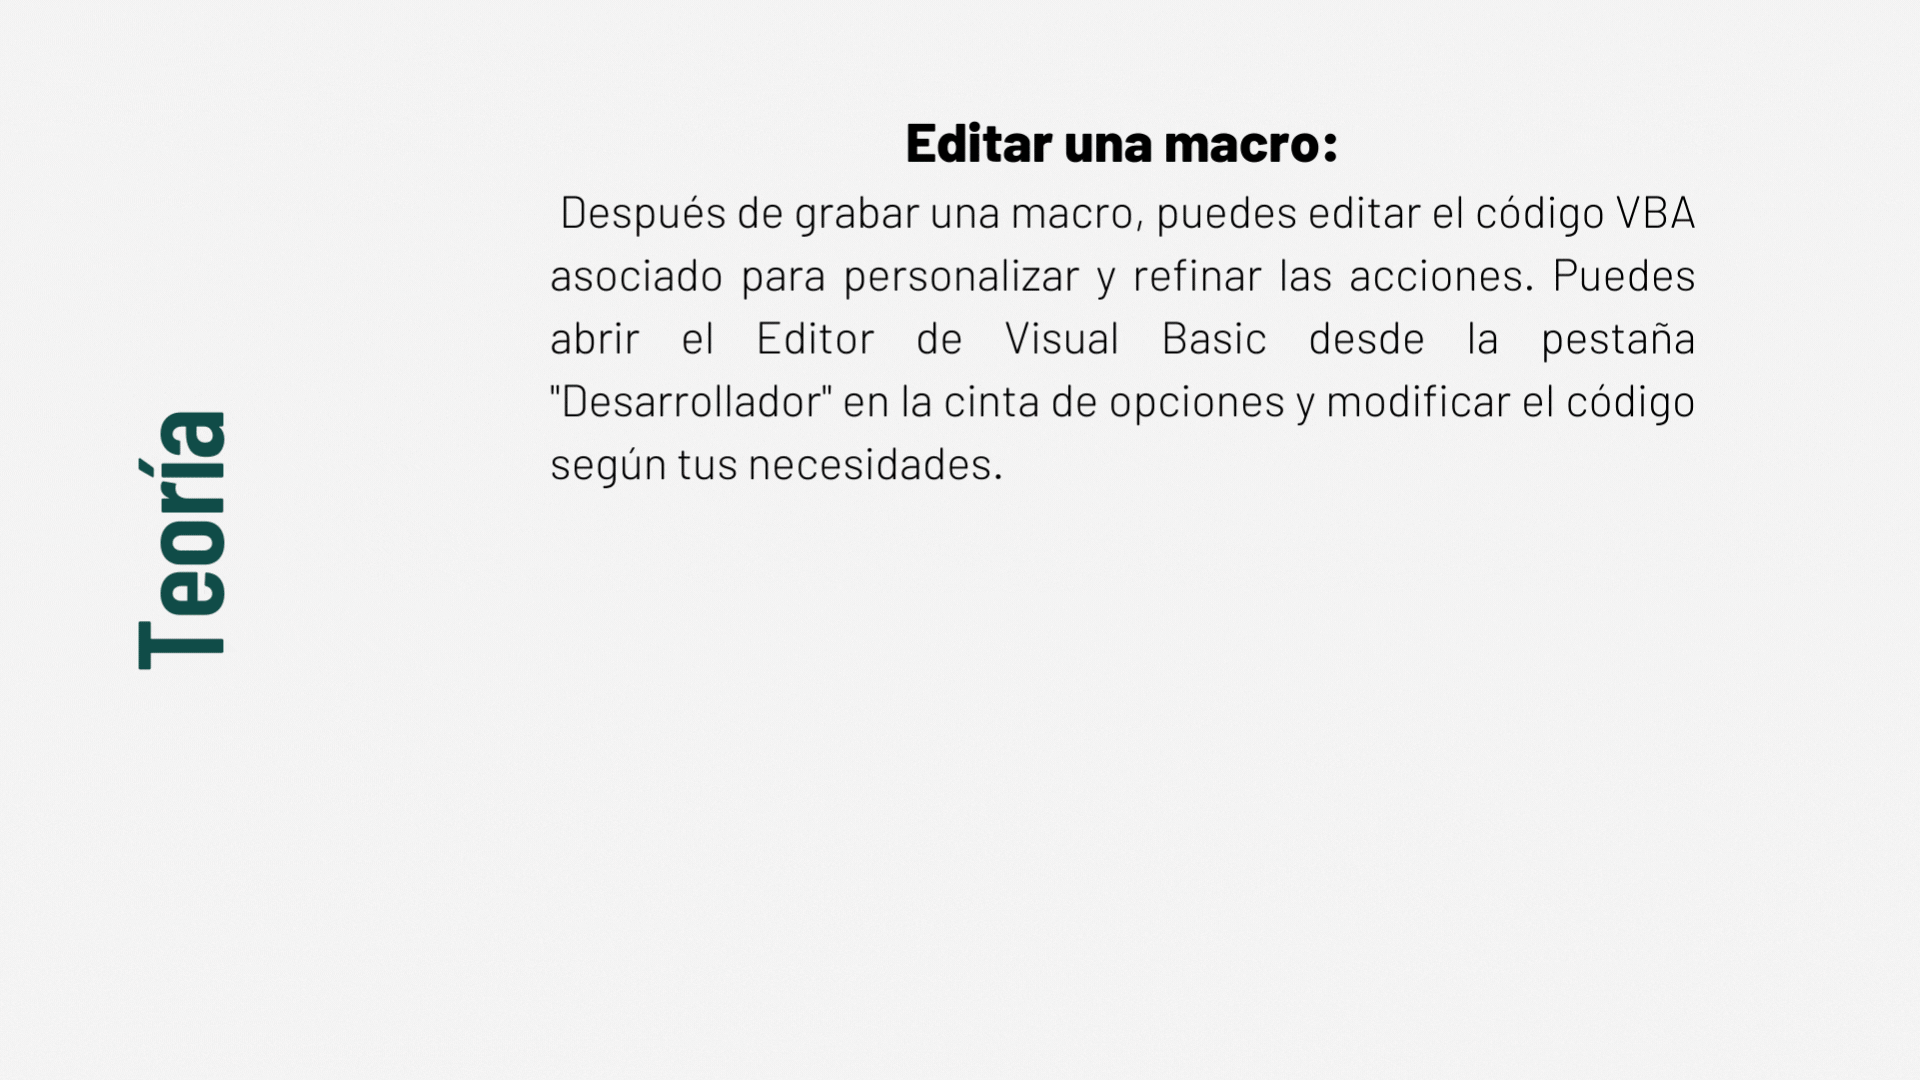 Editar una macro:
Después de grabar una macro, puedes editar el código VBA
asociado para personalizar y refinar las acciones. Puedes
abrir el Editor de Visual Basic desde la pestaña
"Desarrollador" en la cinta de opciones y modificar el código
según tus necesidades.
Teoría